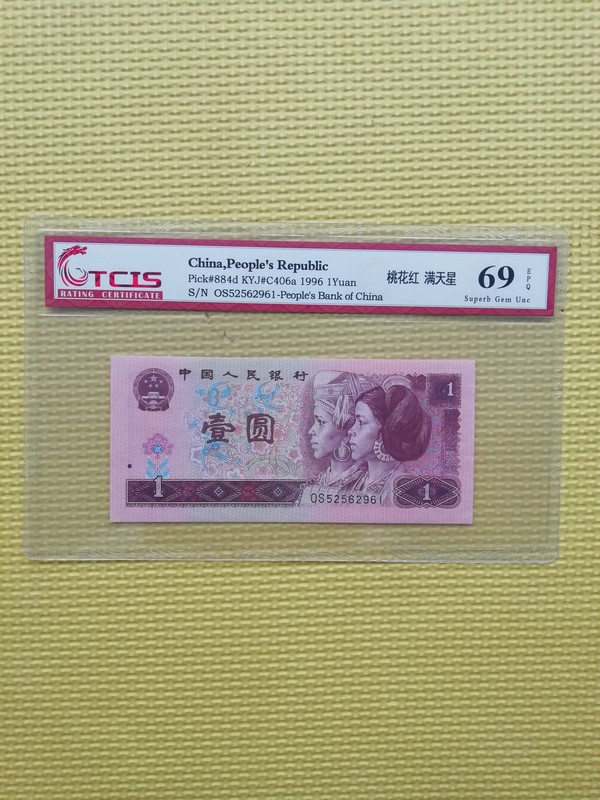 TCIS
RATING CERTIFICATE
China,People's Republic
Pick#884d KYJ#C406a 1996 1Yuan
S/N OS52562961-People's Bank of China
桃花红 满天星
69
EPQ
Superb Gem Unc
中国人民银行
壹圆
1
1
OS52562961
1